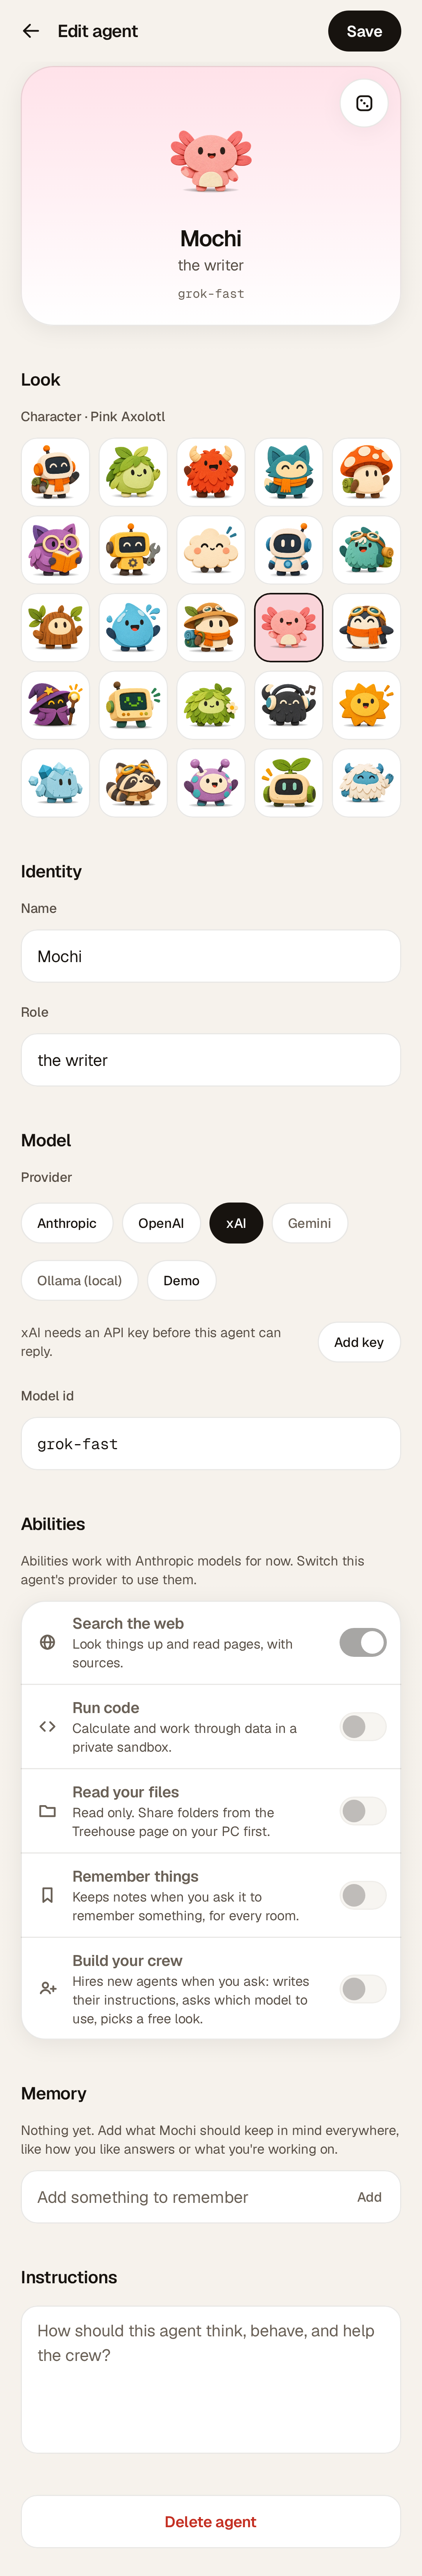 Edit agent
Save
Mochi
the writer
grok-fast
Look
Character · Pink Axolotl
Identity
Name
Mochi
Role
the writer
Model
Provider
Anthropic
OpenAI
xAI
Gemini
Ollama (local)
Demo
xAI needs an API key before this agent can
reply.
Add key
Model id
grok-fast
Abilities
Abilities work with Anthropic models for now. Switch this
agent's provider to use them.
Search the web
Look things up and read pages, with
sources.
Run code
Calculate and work through data in a
private sandbox.
Read your files
Read only. Share folders from the
Treehouse page on your PC first.
Remember things
Keeps notes when you ask it to
remember something, for every room.
Build your crew
Hires new agents when you ask: writes
their instructions, asks which model to
use, picks a free look.
Memory
Nothing yet. Add what Mochi should keep in mind everywhere,
like how you like answers or what you're working on.
Add something to remember
Add
Instructions
How should this agent think, behave, and help
the crew?
Delete agent